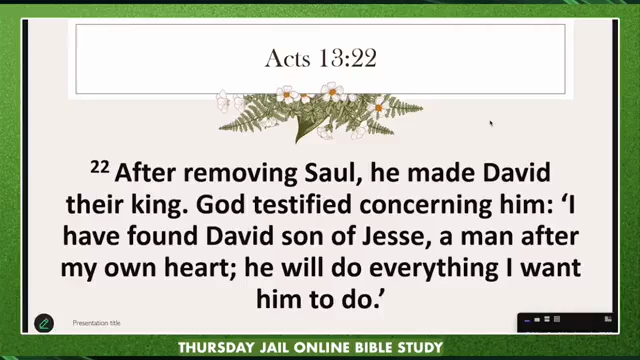 Acts 13:22
22 After removing Saul, he made David
their king. God testified concerning him: ‘I
have found David son of Jesse, a man after
my own heart; he will do everything I want
him to do.’
Presentation title
THURSDAY JAIL ONLINE BIBLE STUDY